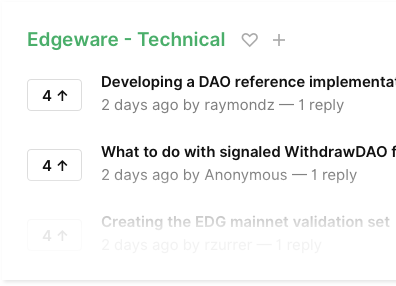 Edgeware - Technical
4 ↑
Developing a DAO reference
2 days ago by raymondz — 1 reply
4 ↑
What to do with signaled WithdrawDAO
2 days ago by Anonymous — 1 reply
4 ↑
Creating the EDG mainnet validation set
2 days ago by rzurrer — 1 reply